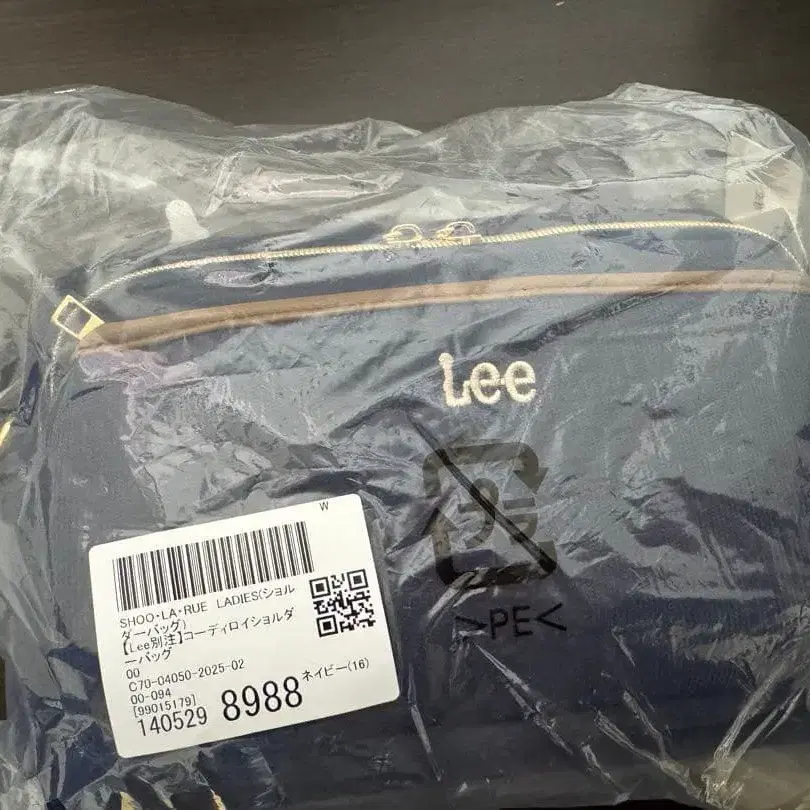 Lee
>PE<
W
SHOO・LA・RUE LADIES(ショル
ダーバッグ)
【Lee別注】コーディロイショルダ
ーバッグ
00
C70-04050-2025-02
00-094 ネイビー(16)
[99015179]
140529 8988